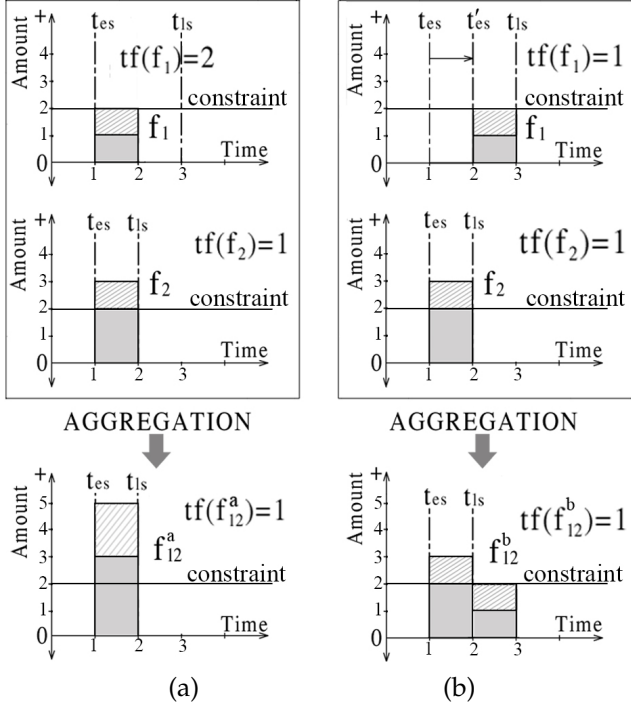 Amount
+
t_es
t_ls
tf(f_1)=2
4
3
2
1
0
constraint
f_1
Time
1
2
3
Amount
+
t_es
t'_es
t_ls
tf(f_1)=1
4
3
2
1
0
constraint
f_1
Time
1
2
3
Amount
+
t_es
t_ls
tf(f_2)=1
4
3
2
1
0
f_2
constraint
Time
1
2
3
Amount
+
t_es
t_ls
tf(f_2)=1
4
3
2
1
0
f_2
constraint
Time
1
2
3
AGGREGATION
AGGREGATION
Amount
+
t_es
t_ls
tf(f_12^a)=1
5
4
3
2
1
0
f_12^a
constraint
Time
1
2
3
Amount
+
t_es
t_ls
tf(f_12^b)=1
5
4
3
2
1
0
f_12^b
constraint
Time
1
2
3
(a)
(b)